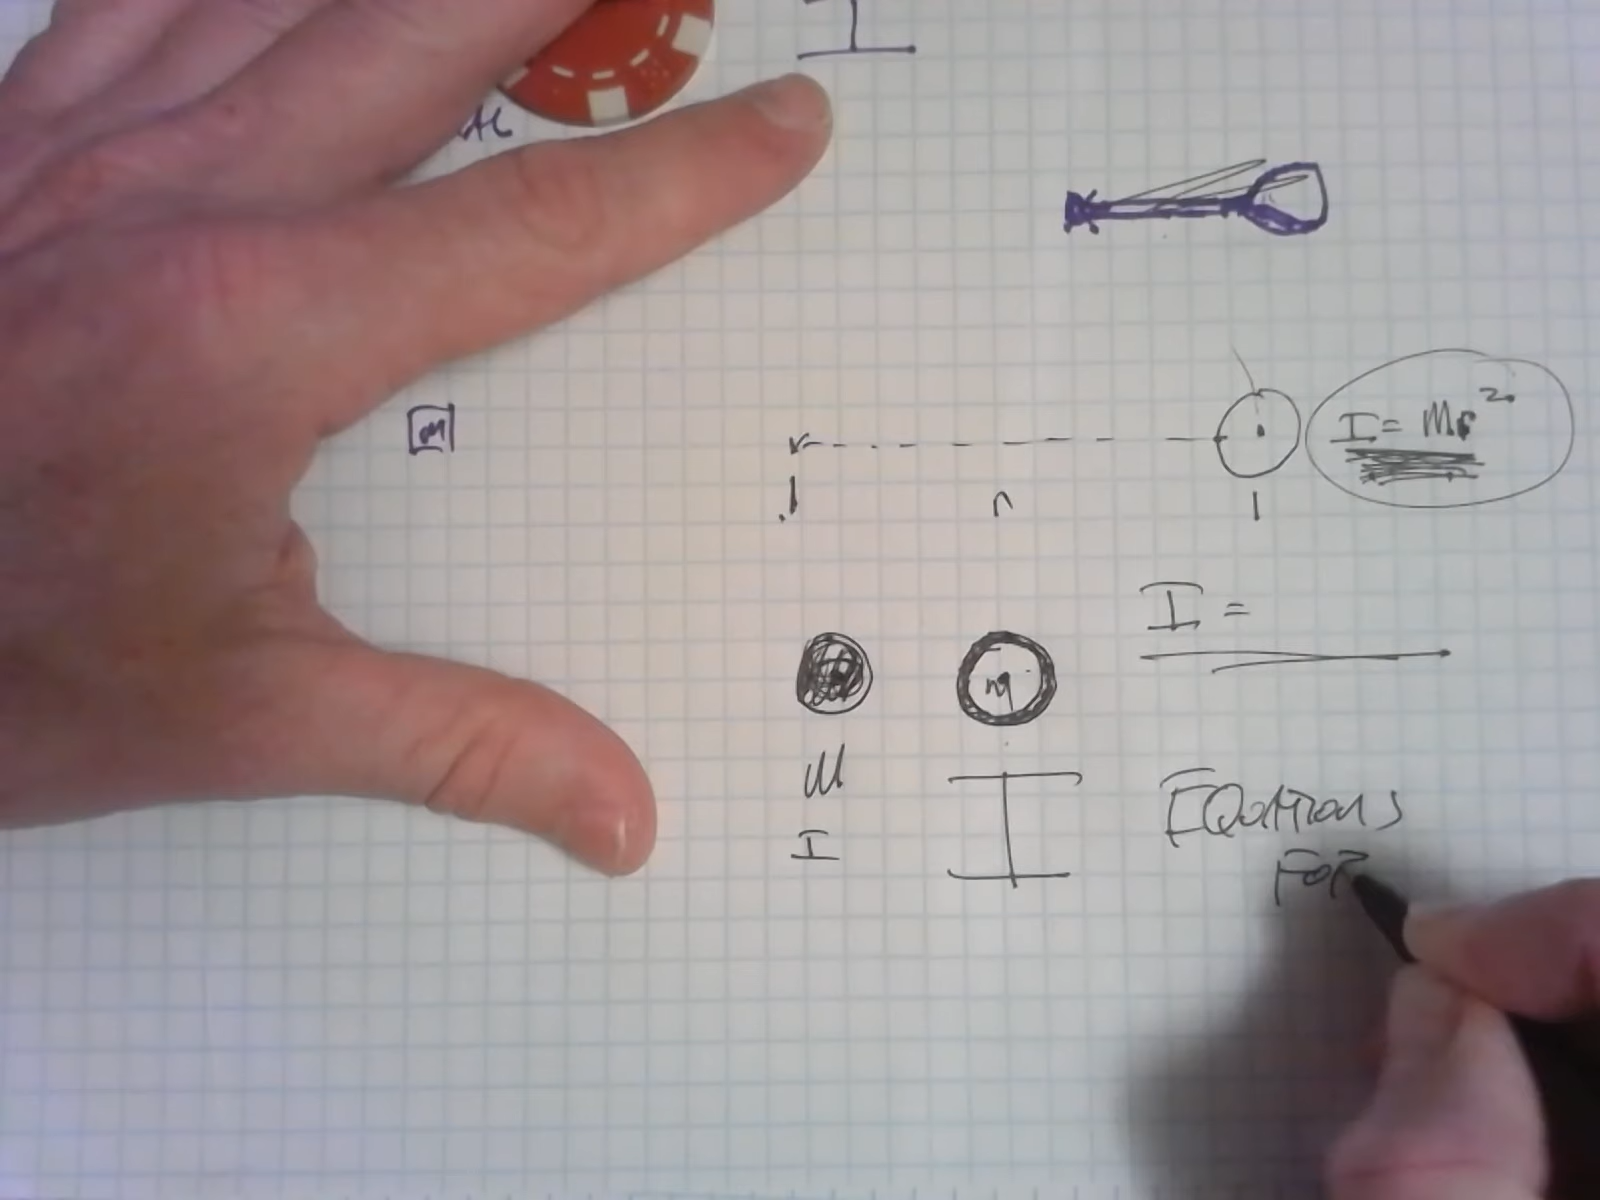 I
I = Mr²
m
r
I =
m
M
I
I
EQUATIONS
FOR